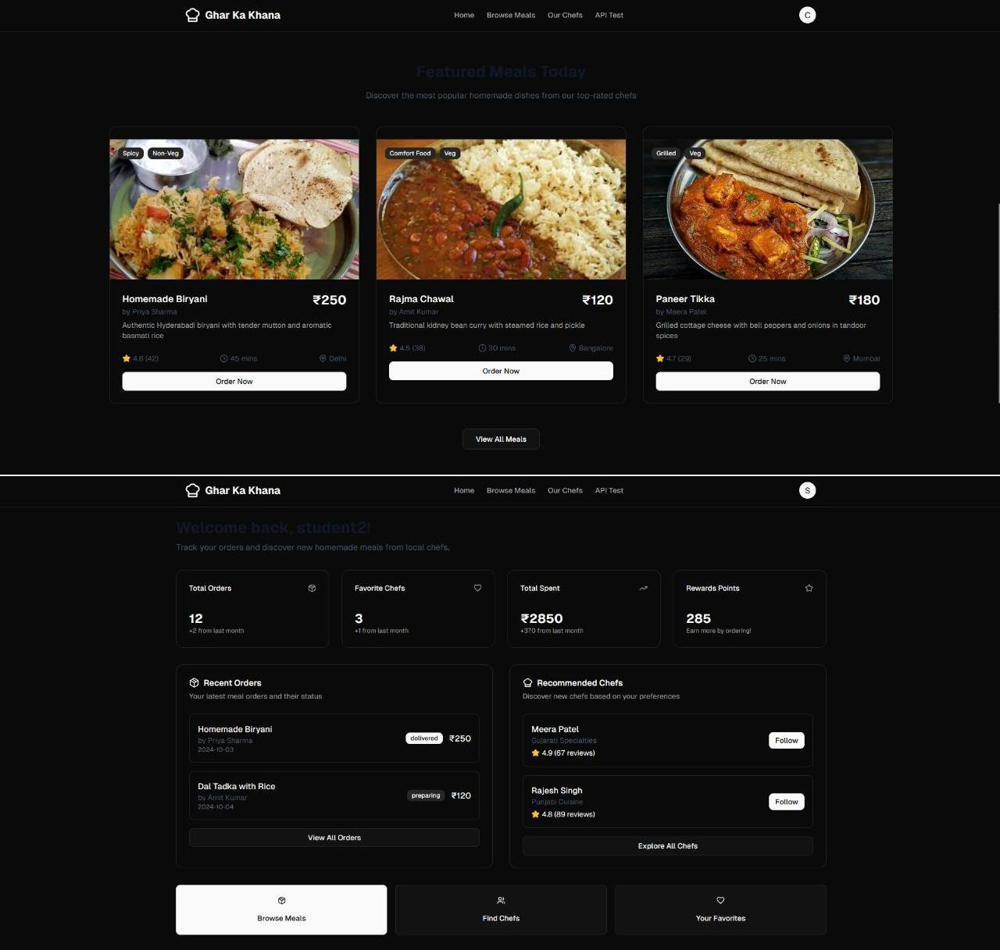 Ghar Ka Khana
Home Browse Meals Our Chefs API Test
C
Featured Meals Today
Discover the most popular homemade dishes from our top-rated chefs
Spicy Non-Veg
Comfort Food Veg
Grilled Veg
Homemade Biryani ₹250
by Priya Sharma
Authentic Hyderabadi biryani with tender mutton and aromatic
basmati rice
4.8 (42) 45 mins Delhi
Order Now
Rajma Chawal ₹120
by Amit Kumar
Traditional kidney bean curry with steamed rice and pickle
4.5 (38) 30 mins Bangalore
Order Now
Paneer Tikka ₹180
by Meera Patel
Grilled cottage cheese with bell peppers and onions in tandoor
spices
4.7 (29) 25 mins Mumbai
Order Now
View All Meals
Ghar Ka Khana
Home Browse Meals Our Chefs API Test
S
Welcome back, student2!
Track your orders and discover new homemade meals from local chefs.
Total Orders
12
+2 from last month
Favorite Chefs
3
+1 from last month
Total Spent
₹2850
+370 from last month
Rewards Points
285
Earn more by ordering!
Recent Orders
Your latest meal orders and their status
Homemade Biryani
by Priya Sharma
2024-10-03
delivered ₹250
Dal Tadka with Rice
by Amit Kumar
2024-10-04
preparing ₹120
View All Orders
Recommended Chefs
Discover new chefs based on your preferences
Meera Patel
Gujarati Specialties
4.9 (67 reviews)
Follow
Rajesh Singh
Punjabi Cuisine
4.8 (89 reviews)
Follow
Explore All Chefs
Browse Meals
Find Chefs
Your Favorites